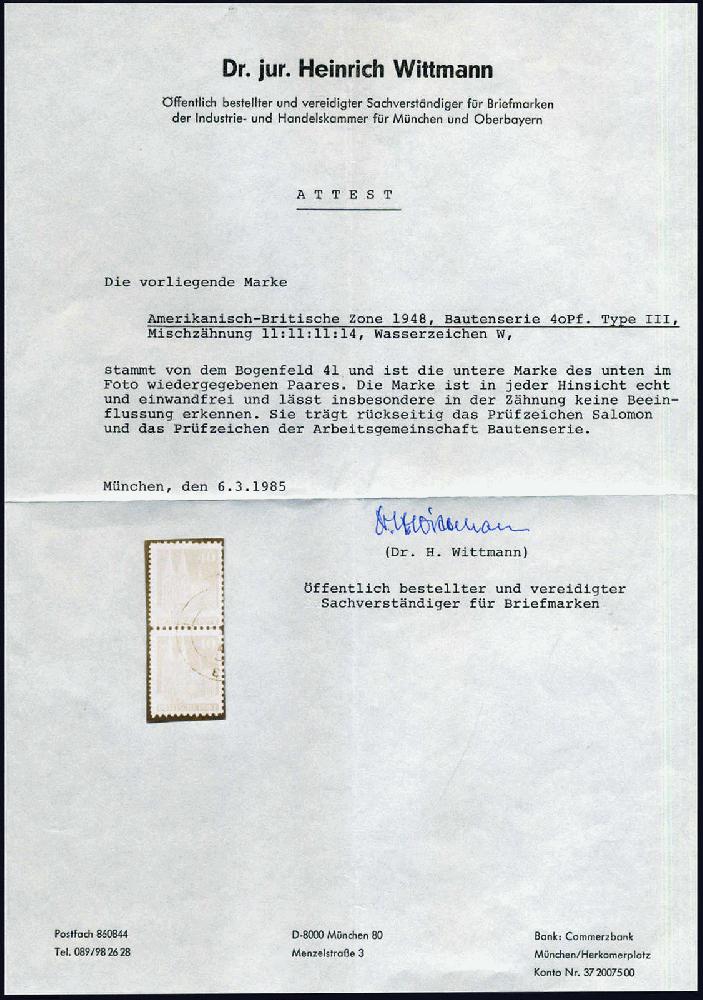 Dr. jur. Heinrich Wittmann
Öffentlich bestellter und vereidigter Sachverständiger für Briefmarken
der Industrie- und Handelskammer für München und Oberbayern
A T T E S T
Die vorliegende Marke
Amerikanisch-Britische Zone 1948, Bautenserie 4oPf. Type III,
Mischzähnung 11:11:11:14, Wasserzeichen W,
stammt von dem Bogenfeld 41 und ist die untere Marke des unten im
Foto wiedergegebenen Paares. Die Marke ist in jeder Hinsicht echt
und einwandfrei und lässt insbesondere in der Zähnung keine Beein-
flussung erkennen. Sie trägt rückseitig das Prüfzeichen Salomon
und das Prüfzeichen der Arbeitsgemeinschaft Bautenserie.
München, den 6.3.1985
(Dr. H. Wittmann)
Öffentlich bestellter und vereidigter
Sachverständiger für Briefmarken
Postfach 860844
Tel. 089/98 26 28
D-8000 München 80
Menzelstraße 3
Bank: Commerzbank
München/Herkomerplatz
Konto Nr. 37 2007500